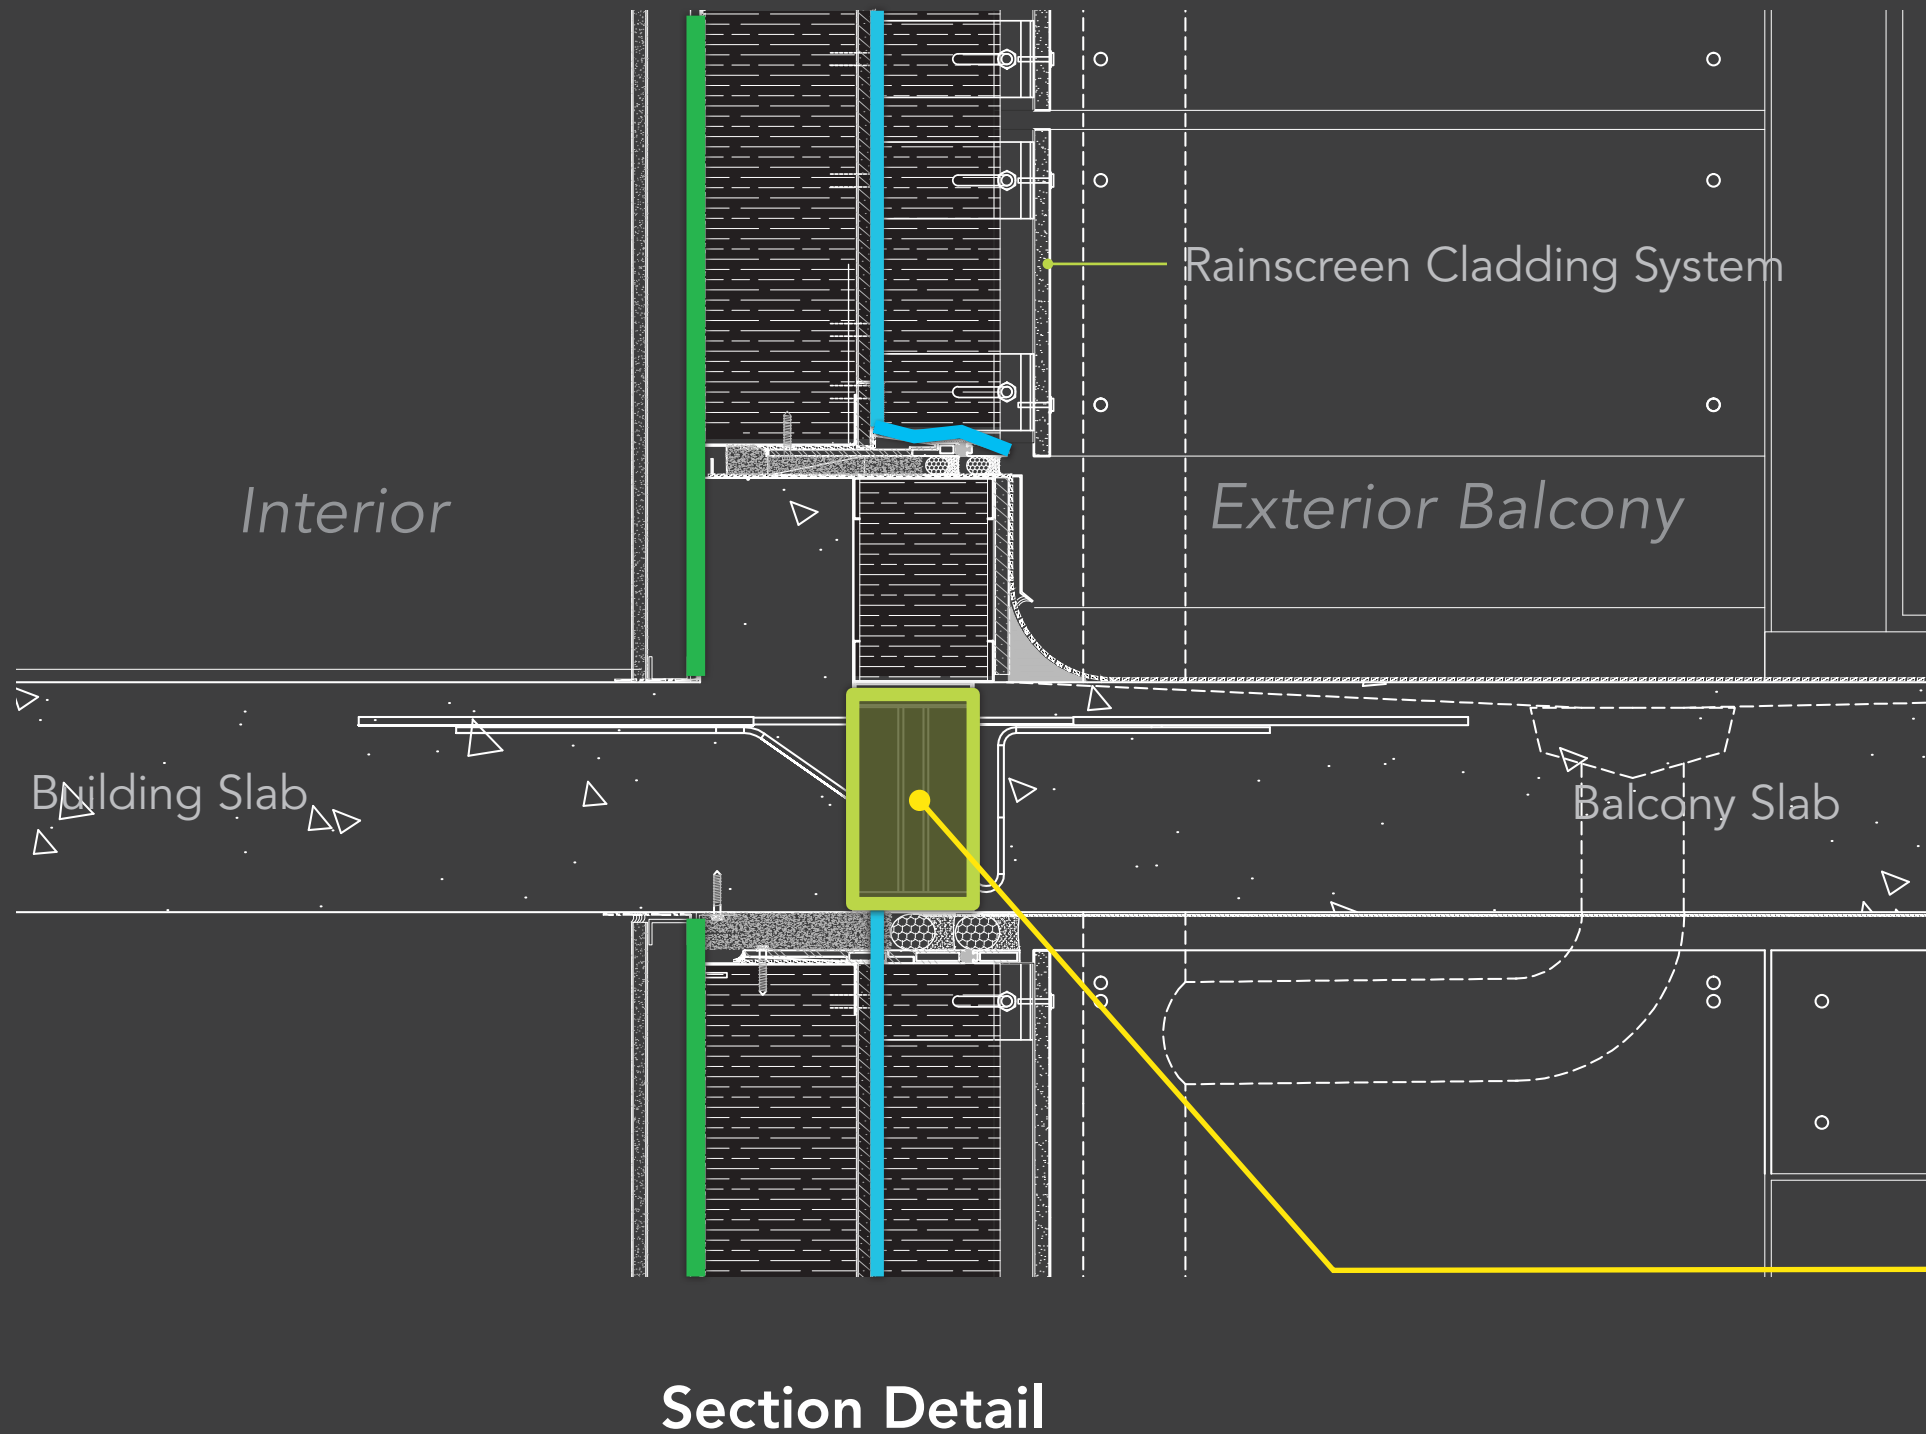 Rainscreen Cladding System
Interior
Exterior Balcony
Building Slab
Balcony Slab
Section Detail